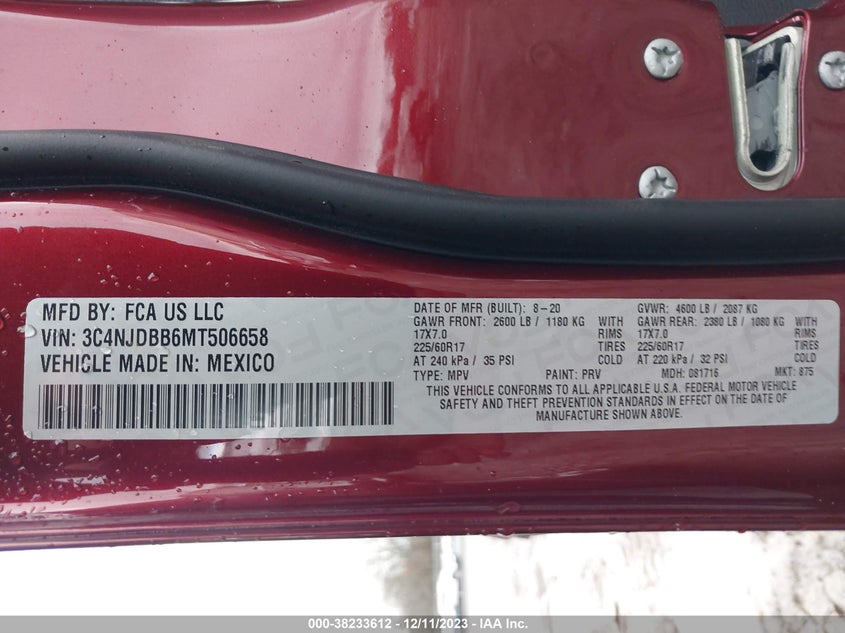 MFD BY: FCA US LLC
VIN: 3C4NJDBB6MT506658
VEHICLE MADE IN: MEXICO
DATE OF MFR (BUILT): 8-20 GVWR: 4600 LB / 2087 KG
GAWR FRONT: 2600 LB / 1180 KG WITH GAWR REAR: 2380 LB / 1080 KG WITH
17X7.0 RIMS 17X7.0 RIMS
225/60R17 TIRES 225/60R17 TIRES
AT 240 kPa / 35 PSI COLD AT 220 kPa / 32 PSI COLD
TYPE: MPV PAINT: PRV MDH: 081716 MKT: 875
THIS VEHICLE CONFORMS TO ALL APPLICABLE U.S.A. FEDERAL MOTOR VEHICLE
SAFETY AND THEFT PREVENTION STANDARDS IN EFFECT ON THE DATE OF
MANUFACTURE SHOWN ABOVE.
000-38233612 - 12/11/2023 - IAA Inc.